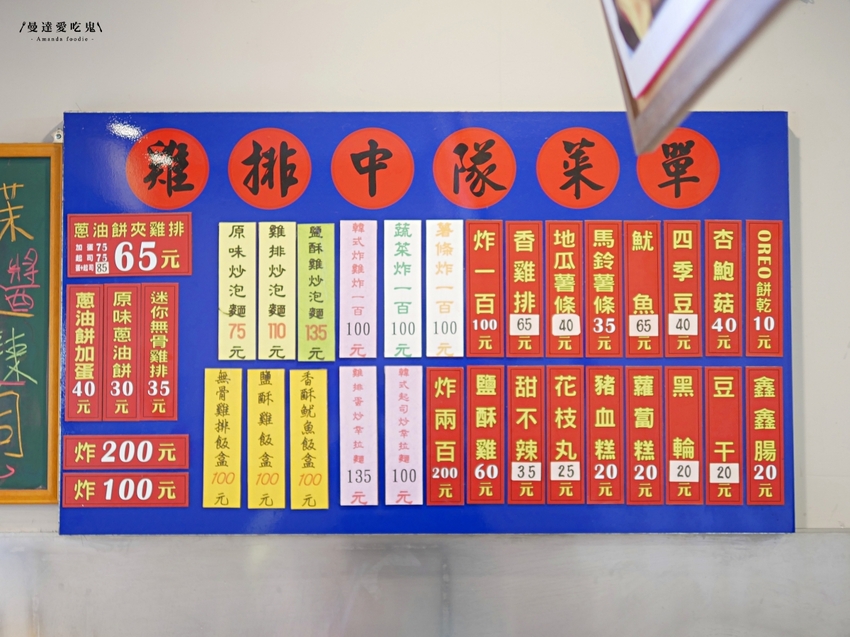 曼達愛吃鬼
- Amanda foodie -
雞排中隊菜單
蔥油餅夾雞排
加蛋75
起司75
65元
85
蔥油餅加蛋40元
原味蔥油餅30元
迷你無骨雞排35元
炸200元
炸100元
原味炒泡麵75元
雞排炒泡麵110元
鹽酥雞炒泡麵135元
韓式炸雞炸一百100元
蔬菜炸一百100元
薯條炸一百100元
炸一百100元
香雞排65元
地瓜薯條40元
馬鈴薯條35元
魷魚65元
四季豆40元
杏鮑菇40元
OREO餅乾10元
無骨雞排飯盒100元
鹽酥雞飯盒100元
香酥魷魚飯盒100元
雞排蛋炒辛拉麵135元
韓式起司炒辛拉麵100元
炸兩百200元
鹽酥雞60元
甜不辣35元
花枝丸25元
豬血糕20元
蘿蔔糕20元
黑輪20元
豆干20元
鑫鑫腸20元